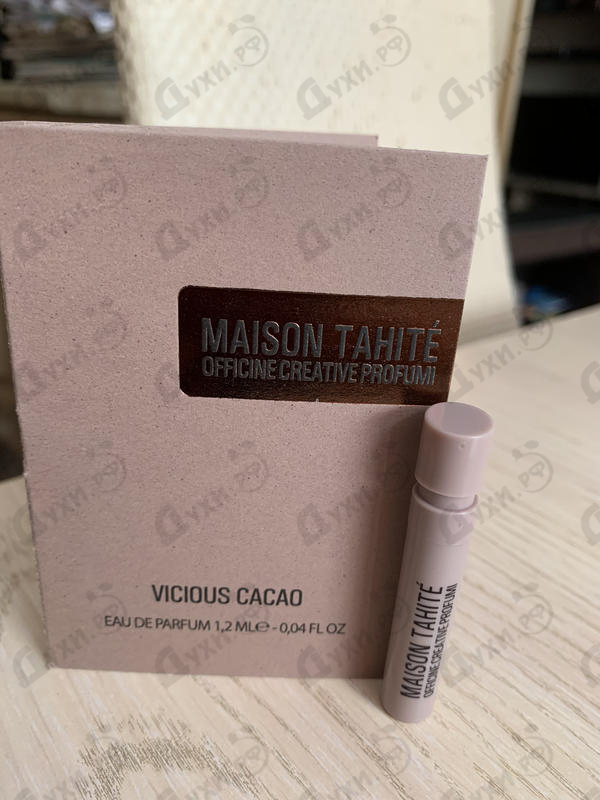 MAISON TAHITÉ
OFFICINE CREATIVE PROFUMI
VICIOUS CACAO
EAU DE PARFUM 1,2 ML℮ - 0,04 FL OZ
MAISON TAHITÉ
OFFICINE CREATIVE PROFUMI
Духи.РФ